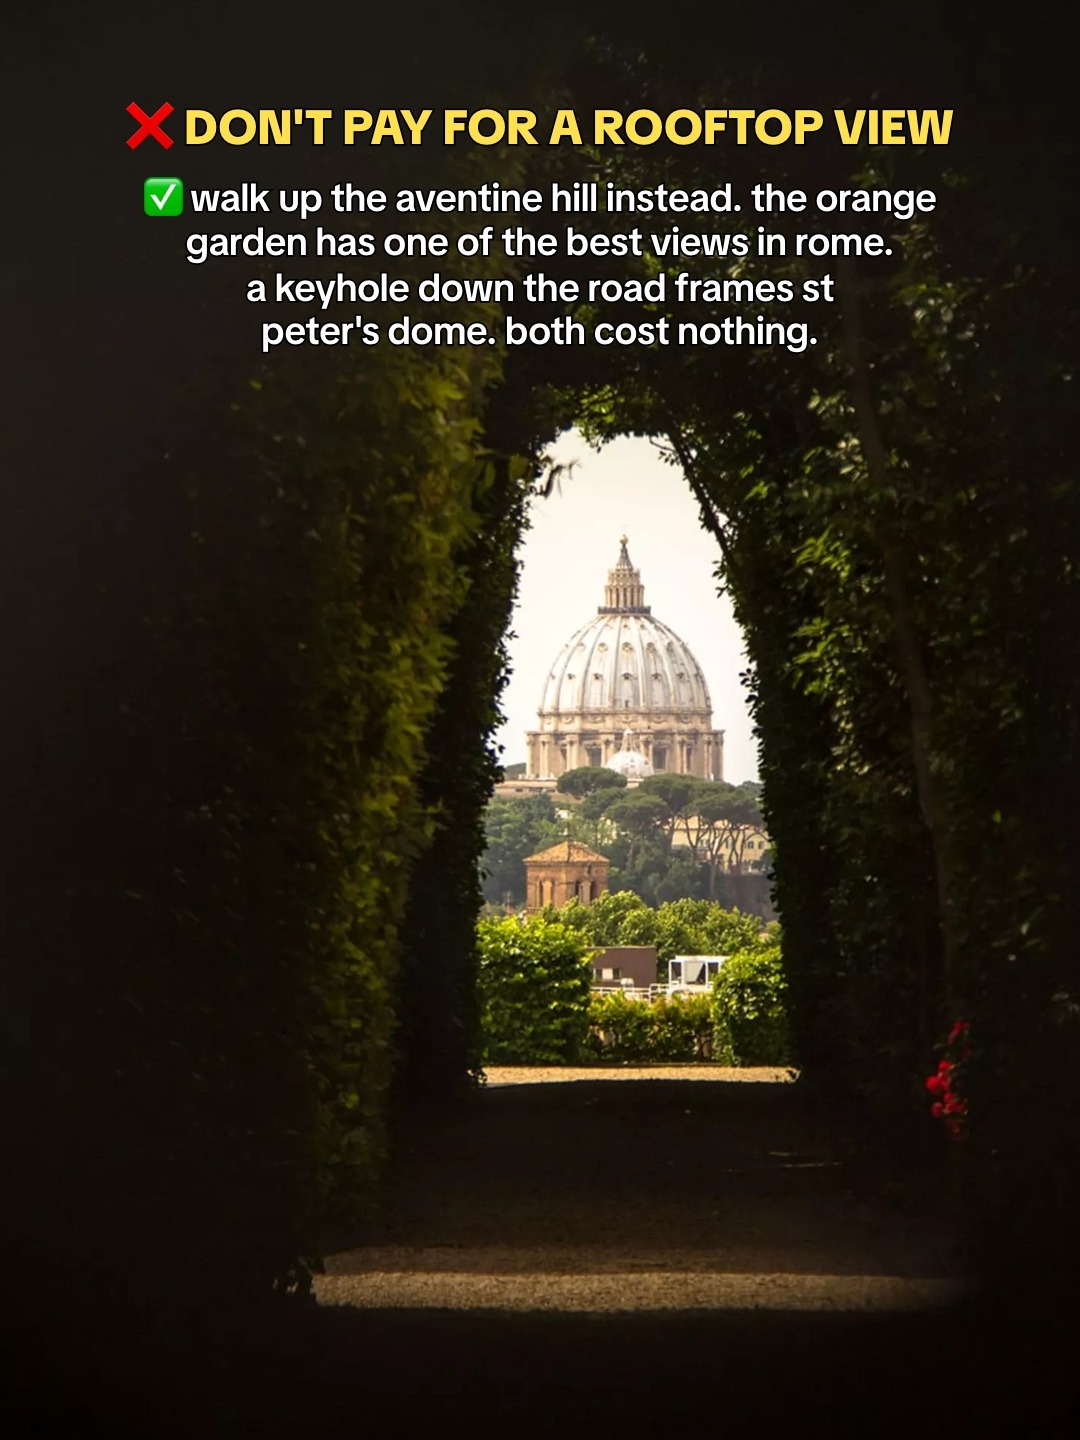 ❌ DON'T PAY FOR A ROOFTOP VIEW
✅ walk up the aventine hill instead. the orange
garden has one of the best views in rome.
a keyhole down the road frames st
peter's dome. both cost nothing.